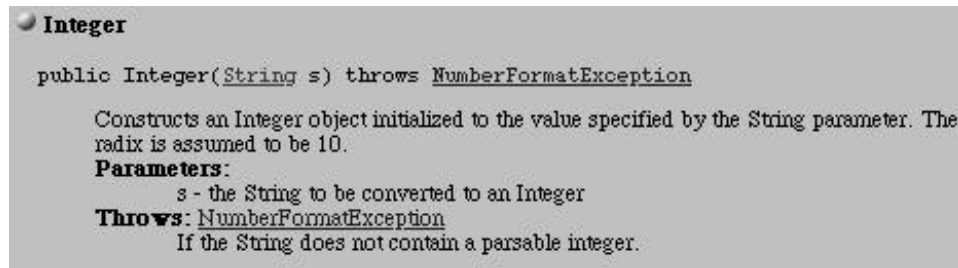 Integer
public Integer(String s) throws NumberFormatException
Constructs an Integer object initialized to the value specified by the String parameter. The
radix is assumed to be 10.
Parameters:
s - the String to be converted to an Integer
Throws: NumberFormatException
If the String does not contain a parsable integer.